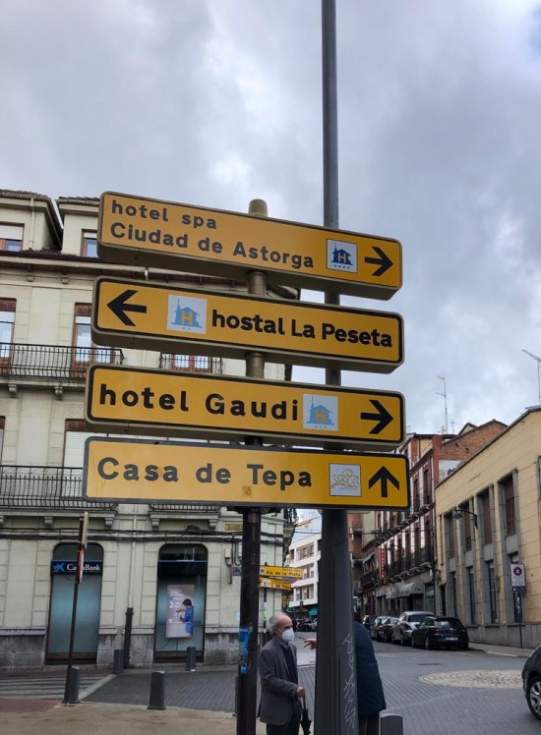 hotel spa
Ciudad de Astorga
H
H
hostal La Peseta
hotel Gaudi
Casa de Tepa
CaixaBank